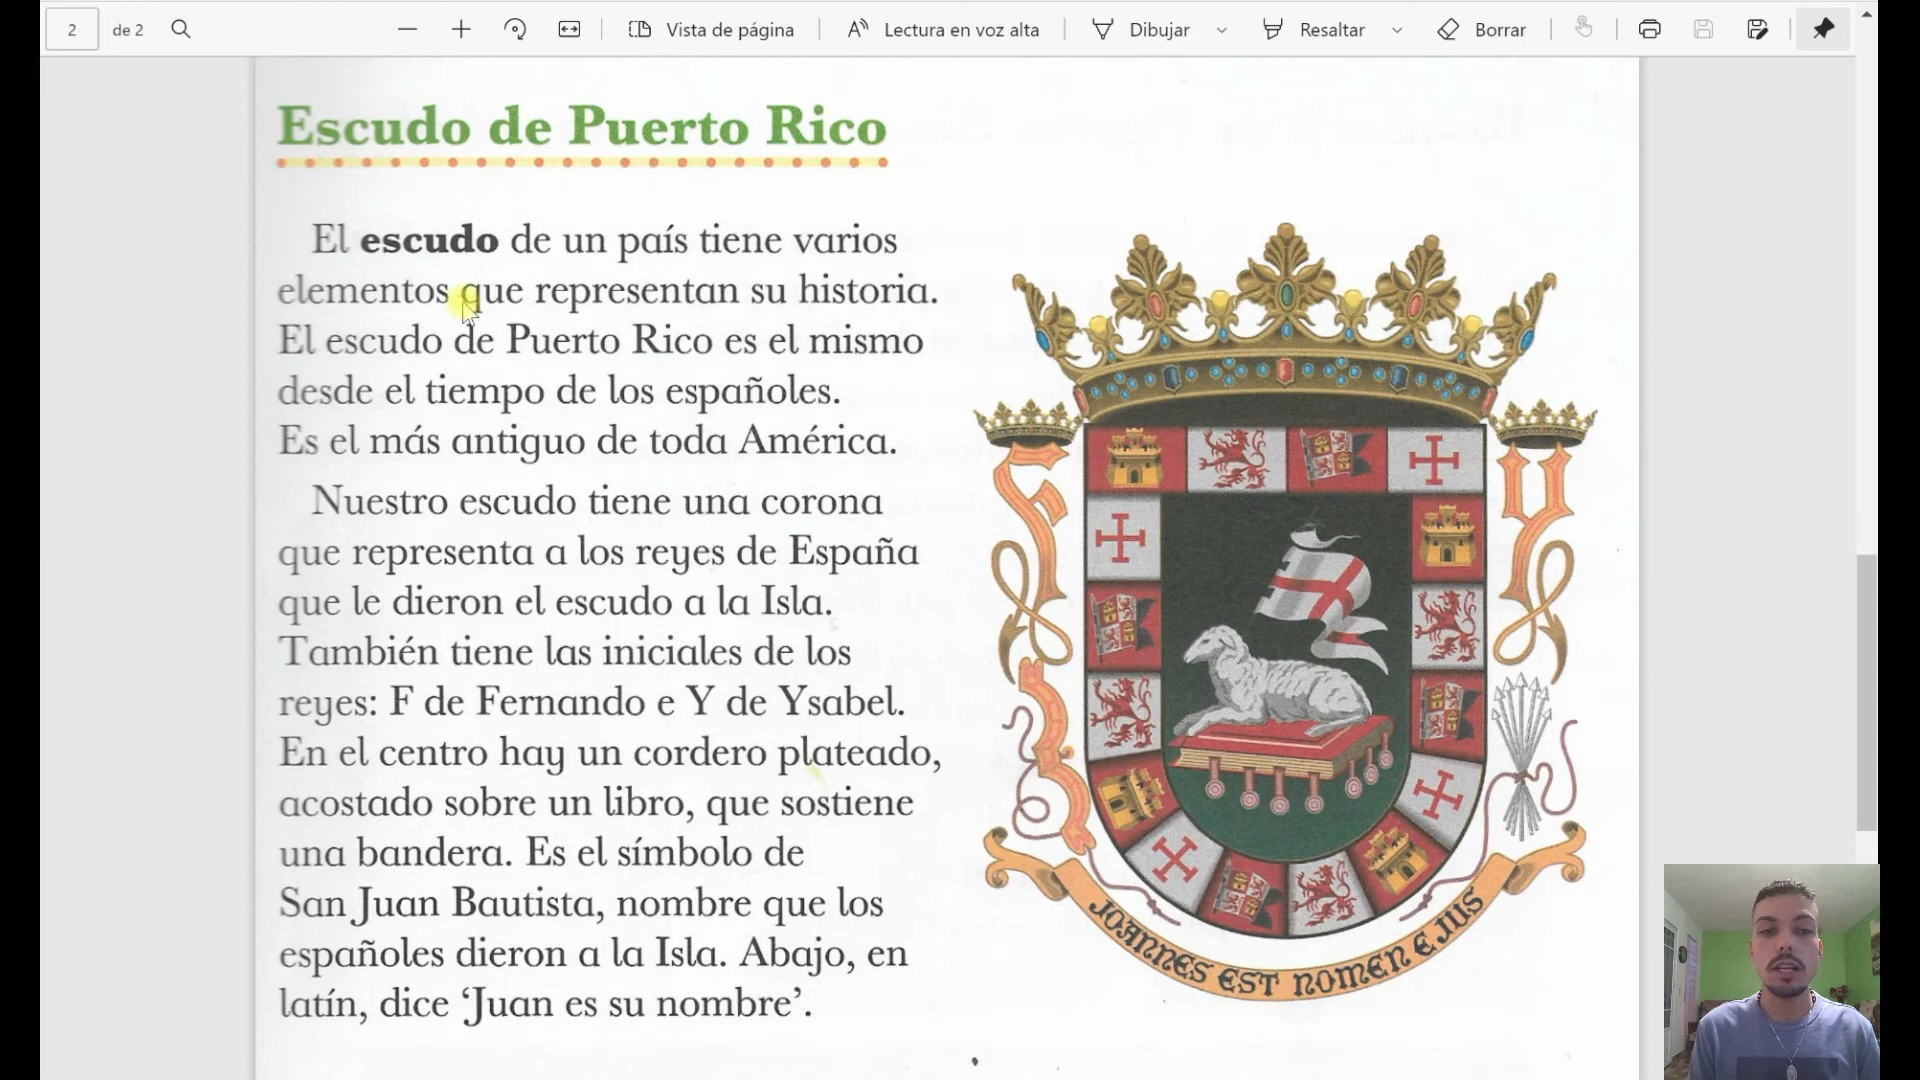 2 de 2 Vista de página Lectura en voz alta Dibujar Resaltar Borrar
Escudo de Puerto Rico
El escudo de un país tiene varios
elementos que representan su historia.
El escudo de Puerto Rico es el mismo
desde el tiempo de los españoles.
Es el más antiguo de toda América.
Nuestro escudo tiene una corona
que representa a los reyes de España
que le dieron el escudo a la Isla.
También tiene las iniciales de los
reyes: F de Fernando e Y de Ysabel.
En el centro hay un cordero plateado,
acostado sobre un libro, que sostiene
una bandera. Es el símbolo de
San Juan Bautista, nombre que los
españoles dieron a la Isla. Abajo, en
latín, dice ‘Juan es su nombre’.
F Y
JOANNES EST NOMEN EJUS